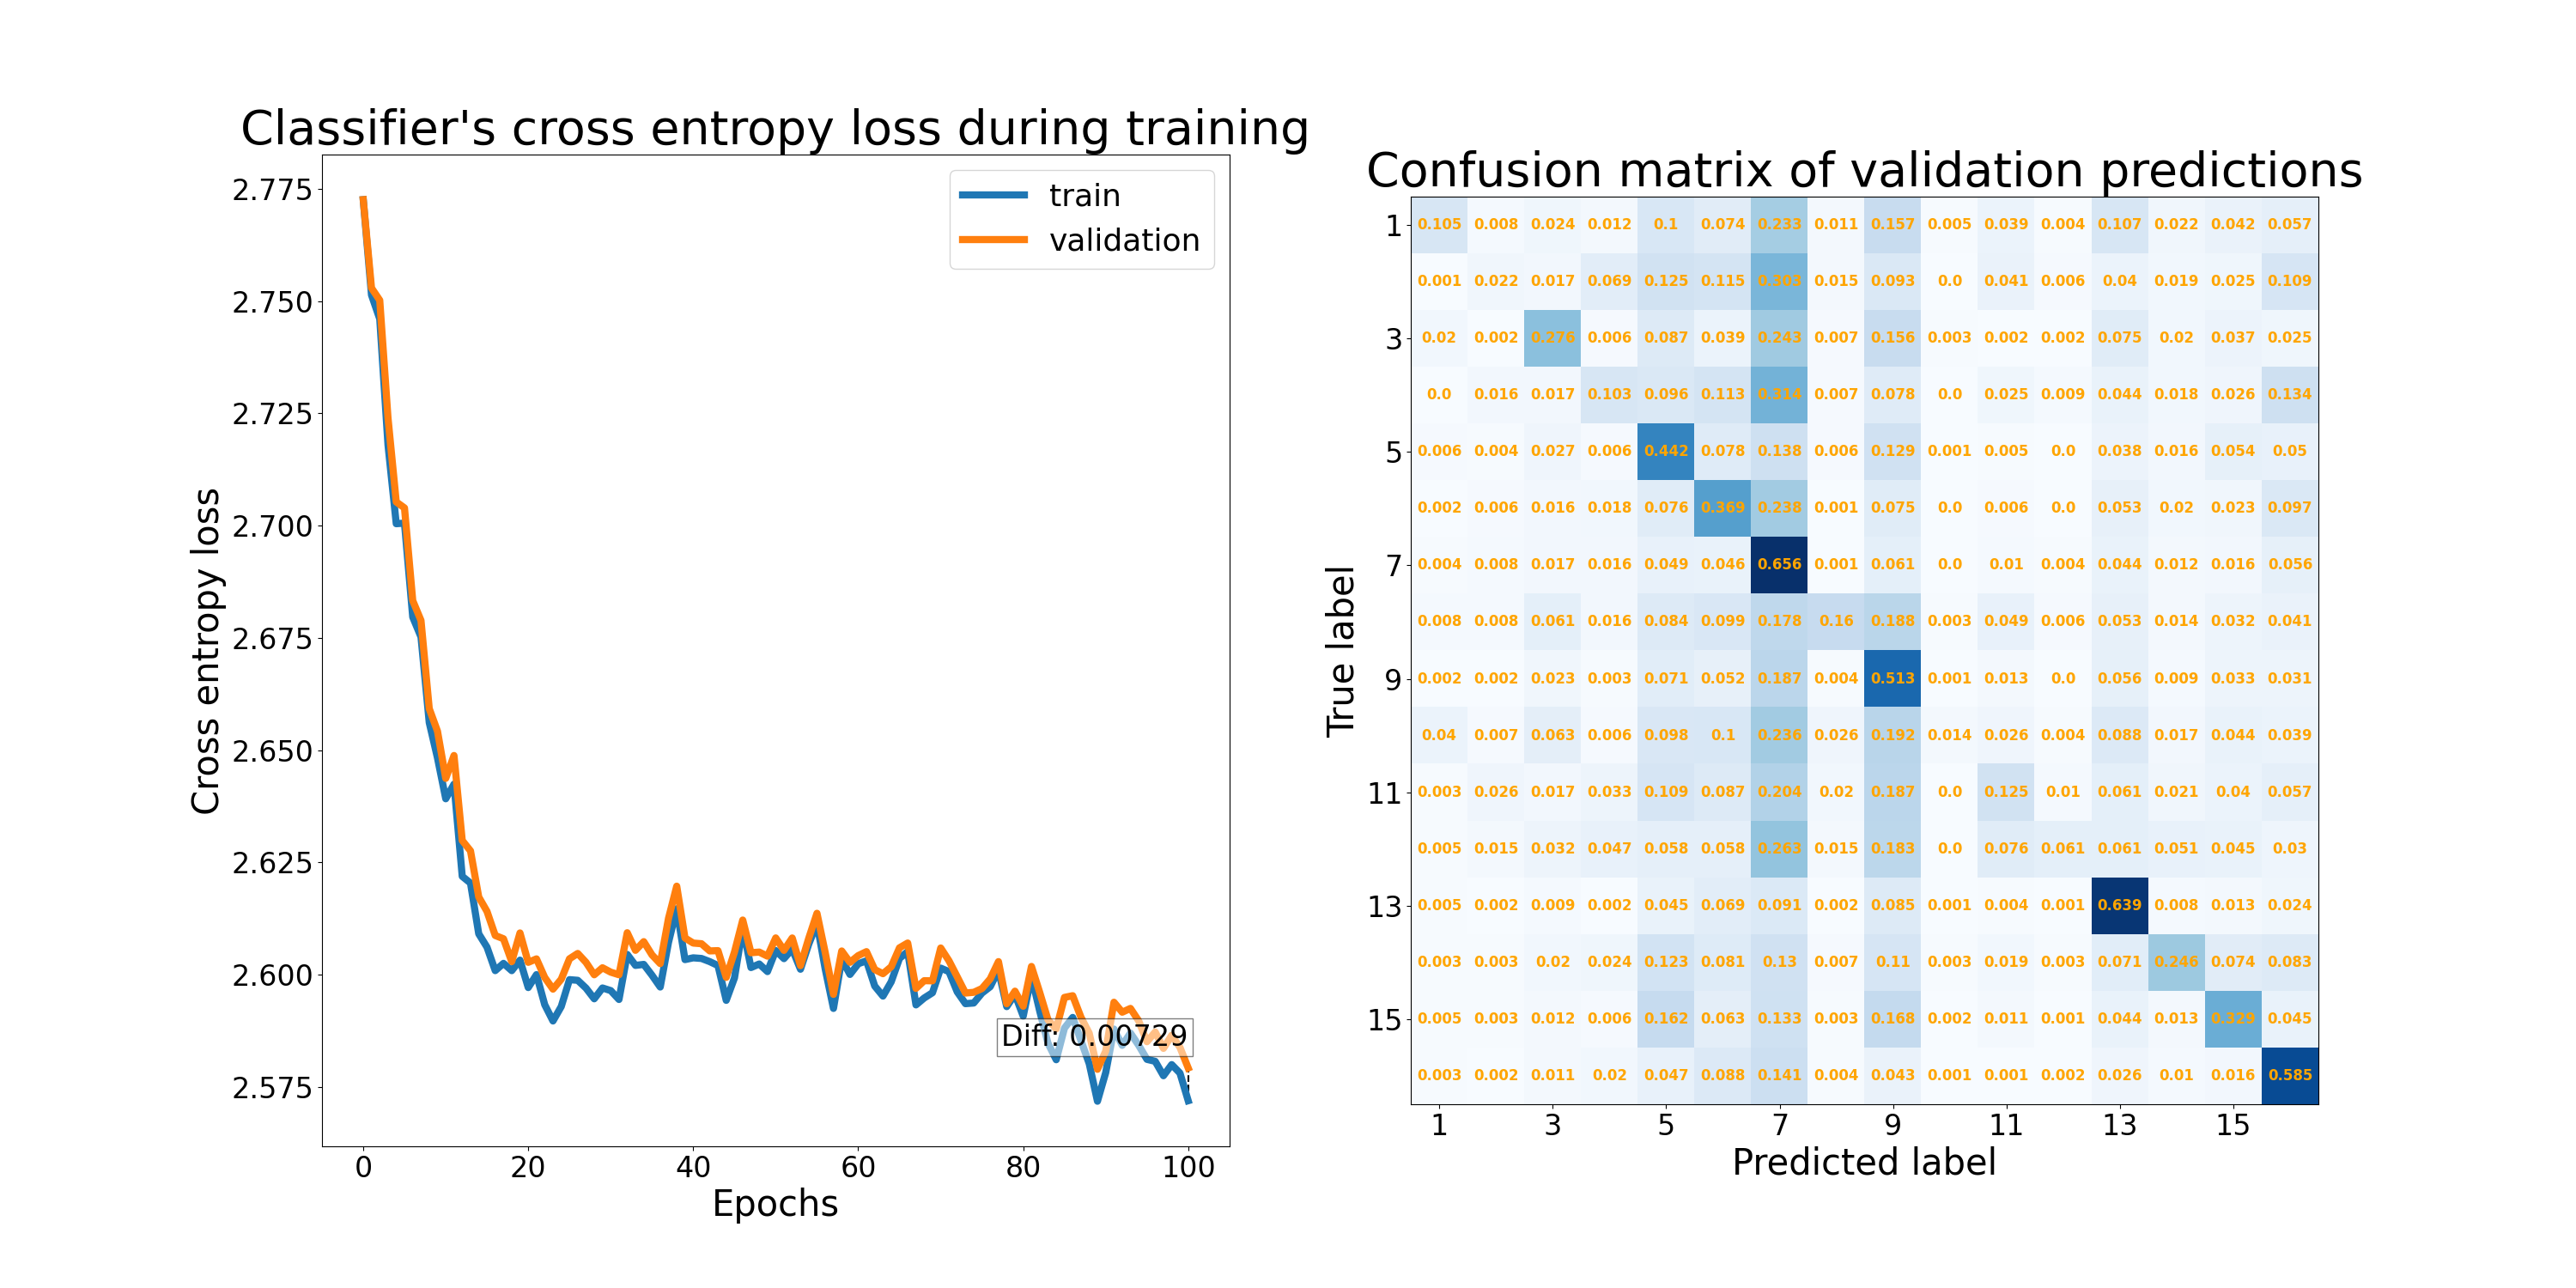 Classifier's cross entropy loss during training
2.775
2.750
2.725
2.700
2.675
2.650
2.625
2.600
2.575
Cross entropy loss
train
validation
Diff: 0.00729
0 20 40 60 80 100
Epochs
Confusion matrix of validation predictions
True label
1 0.105 0.008 0.024 0.012 0.1 0.074 0.233 0.011 0.157 0.005 0.039 0.004 0.107 0.022 0.042 0.057
0.001 0.022 0.017 0.069 0.125 0.115 0.303 0.015 0.093 0.0 0.041 0.006 0.04 0.019 0.025 0.109
3 0.02 0.002 0.276 0.006 0.087 0.039 0.243 0.007 0.156 0.003 0.002 0.002 0.075 0.02 0.037 0.025
0.0 0.016 0.017 0.103 0.096 0.113 0.314 0.007 0.078 0.0 0.025 0.009 0.044 0.018 0.026 0.134
5 0.006 0.004 0.027 0.006 0.442 0.078 0.138 0.006 0.129 0.001 0.005 0.0 0.038 0.016 0.054 0.05
0.002 0.006 0.016 0.018 0.076 0.369 0.238 0.001 0.075 0.0 0.006 0.0 0.053 0.02 0.023 0.097
7 0.004 0.008 0.017 0.016 0.049 0.046 0.656 0.001 0.061 0.0 0.01 0.004 0.044 0.012 0.016 0.056
0.008 0.008 0.061 0.016 0.084 0.099 0.178 0.16 0.188 0.003 0.049 0.006 0.053 0.014 0.032 0.041
9 0.002 0.002 0.023 0.003 0.071 0.052 0.187 0.004 0.513 0.001 0.013 0.0 0.056 0.009 0.033 0.031
0.04 0.007 0.063 0.006 0.098 0.1 0.236 0.026 0.192 0.014 0.026 0.004 0.088 0.017 0.044 0.039
11 0.003 0.026 0.017 0.033 0.109 0.087 0.204 0.02 0.187 0.0 0.125 0.01 0.061 0.021 0.04 0.057
0.005 0.015 0.032 0.047 0.058 0.058 0.263 0.015 0.183 0.0 0.076 0.061 0.061 0.051 0.045 0.03
13 0.005 0.002 0.009 0.002 0.045 0.069 0.091 0.002 0.085 0.001 0.004 0.001 0.639 0.008 0.013 0.024
0.003 0.003 0.02 0.024 0.123 0.081 0.13 0.007 0.11 0.003 0.019 0.003 0.071 0.246 0.074 0.083
15 0.005 0.003 0.012 0.006 0.162 0.063 0.133 0.003 0.168 0.002 0.011 0.001 0.044 0.013 0.329 0.045
0.003 0.002 0.011 0.02 0.047 0.088 0.141 0.004 0.043 0.001 0.001 0.002 0.026 0.01 0.016 0.585
1 3 5 7 9 11 13 15
Predicted label